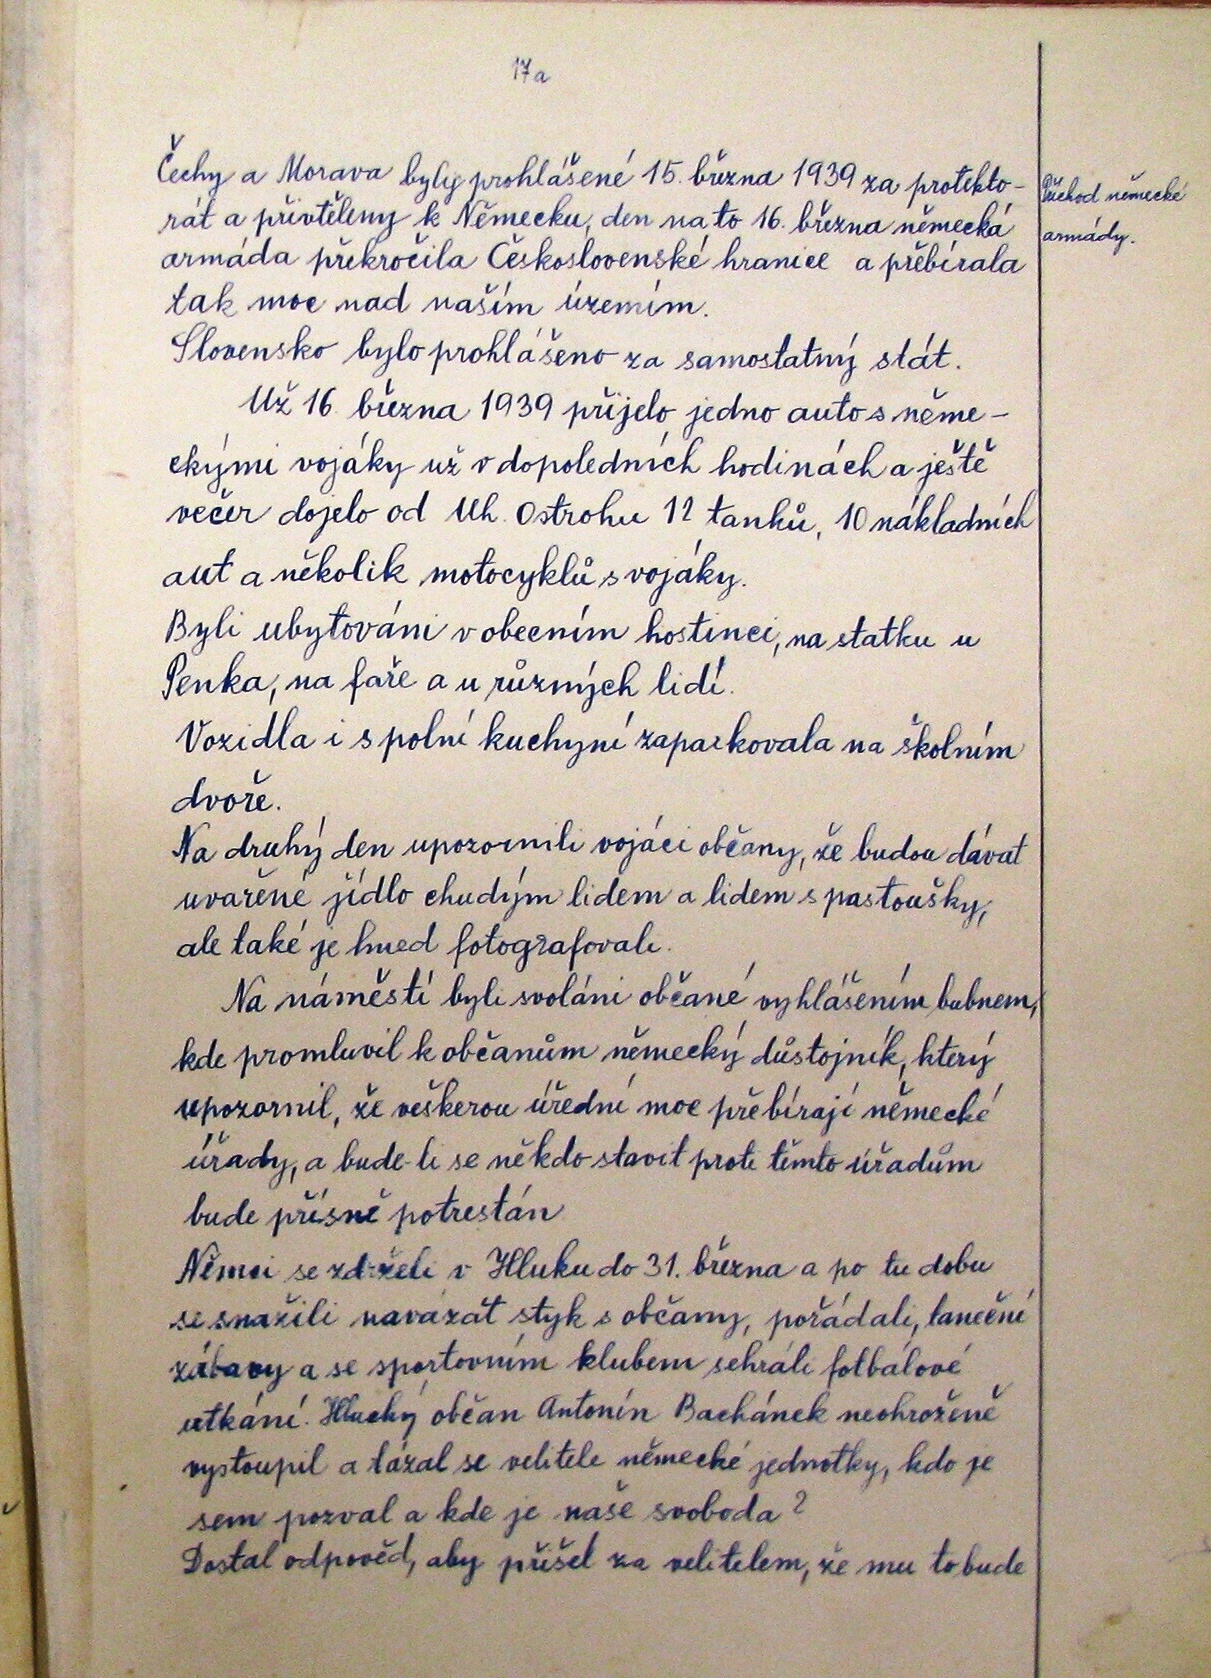 17a
Čechy a Morava byly prohlášené 15. března 1939 za protekto-
rát a přivtěleny k Německu, den na to 16. března německá
armáda překročila Československé hranice a přebírala
tak moc nad naším územím.
Slovensko bylo prohlášeno za samostatný stát.
Už 16. března 1939 přijelo jedno auto s něme-
ckými vojáky už v dopoledních hodinách a ještě
večer dojelo od Uh. Ostrohu 12 tanků, 10 nákladních
aut a několik motocyklů s vojáky.
Byli ubytováni v obecním hostinci, na statku u
Penka, na faře a u různých lidí.
Vozidla i s polní kuchyní zaparkovala na školním
dvoře.
Na druhý den upozornili vojáci občany, že budou dávat
uvařené jídlo chudým lidem a lidem s pastoušky,
ale také je hned fotografovali.
Na náměstí byli svoláni občané vyhlášením bubnem,
kde promluvil k občanům německý důstojník, který
upozornil, že veškerou úřední moc přebírají německé
úřady, a bude-li se někdo stavit proti těmto úřadům
bude přísně potrestán
Němci se zdrželi v Hluku do 31. března a po tu dobu
se snažili navázat styk s občany, pořádali, taneční
zábavy a se sportovním klubem sehráli fotbálové
utkání. Hlucký občan Antonín Bachánek neohroženě
vystoupil a tázal se velitele německé jednotky, kdo je
sem pozval a kde je naše svoboda?
Dostal odpověd, aby přišel za velitelem, že mu to bude
Příchod německé
armády.